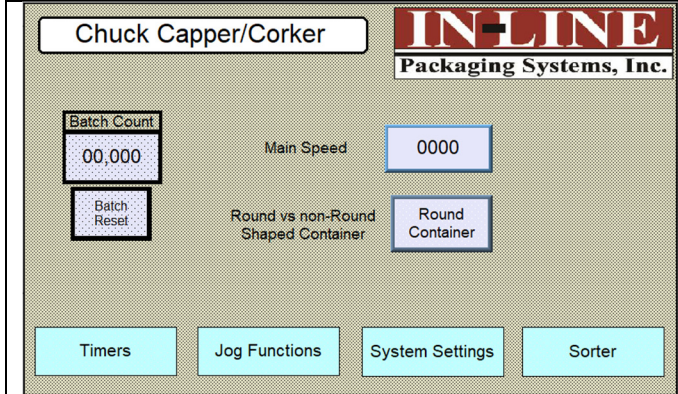 Chuck Capper/Corker
IN-LINE
Packaging Systems, Inc.
Batch Count
00,000
Main Speed
0000
Batch
Reset
Round vs non-Round
Shaped Container
Round
Container
Timers
Jog Functions
System Settings
Sorter